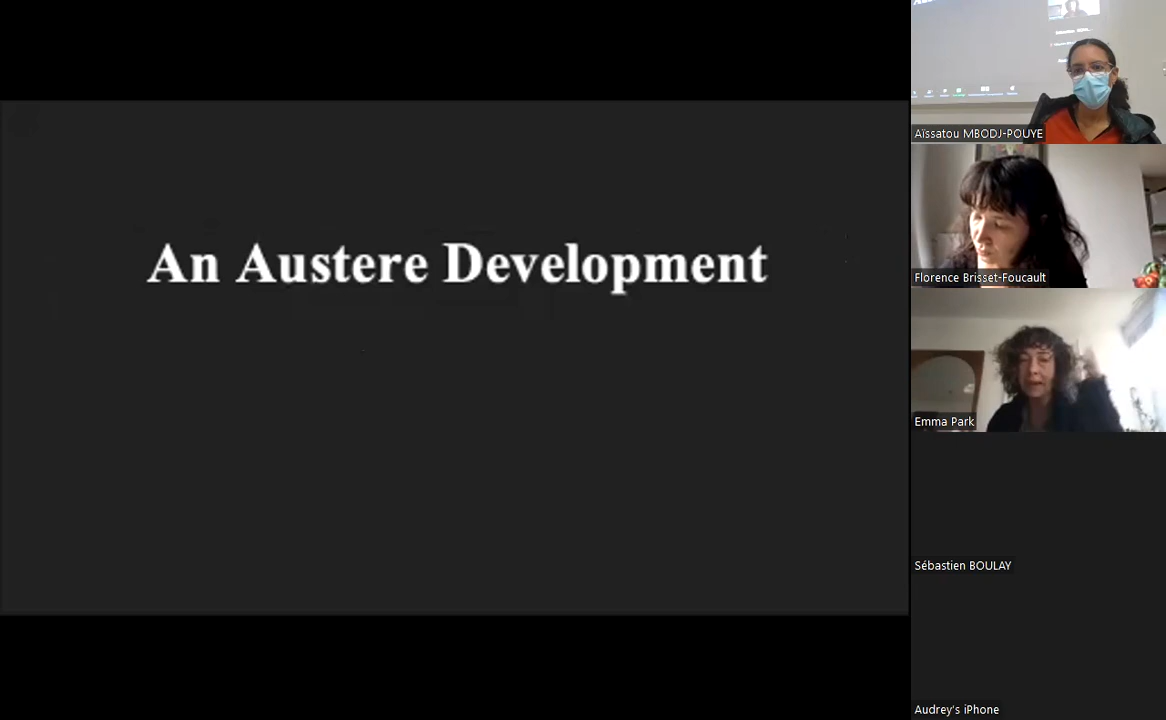 An Austere Development
Aïssatou MBODJ-POUYE
Florence Brisset-Foucault
Emma Park
Sébastien BOULAY
Audrey's iPhone